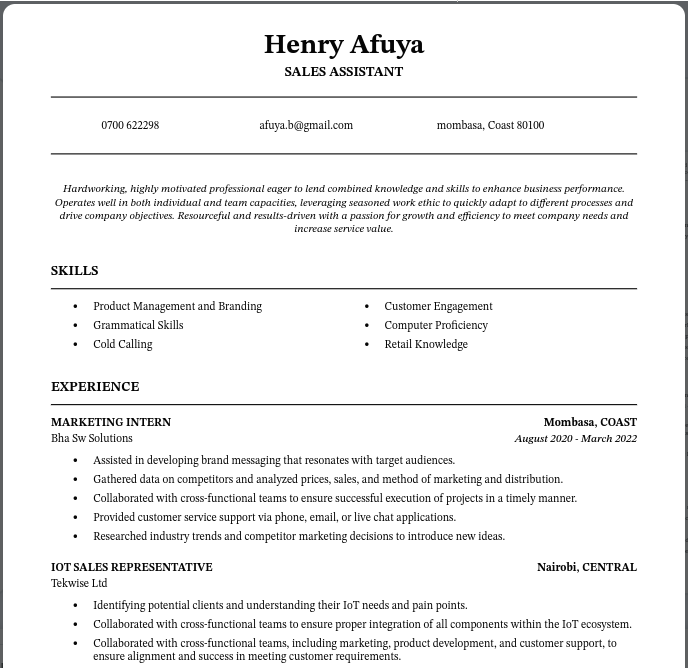 Henry Afuya
SALES ASSISTANT
0700 622298 afuya.b@gmail.com mombasa, Coast 80100
Hardworking, highly motivated professional eager to lend combined knowledge and skills to enhance business performance.
Operates well in both individual and team capacities, leveraging seasoned work ethic to quickly adapt to different processes and
drive company objectives. Resourceful and results-driven with a passion for growth and efficiency to meet company needs and
increase service value.
SKILLS
• Product Management and Branding • Customer Engagement
• Grammatical Skills • Computer Proficiency
• Cold Calling • Retail Knowledge
EXPERIENCE
MARKETING INTERN Mombasa, COAST
Bha Sw Solutions August 2020 - March 2022
• Assisted in developing brand messaging that resonates with target audiences.
• Gathered data on competitors and analyzed prices, sales, and method of marketing and distribution.
• Collaborated with cross-functional teams to ensure successful execution of projects in a timely manner.
• Provided customer service support via phone, email, or live chat applications.
• Researched industry trends and competitor marketing decisions to introduce new ideas.
IOT SALES REPRESENTATIVE Nairobi, CENTRAL
Tekwise Ltd
• Identifying potential clients and understanding their IoT needs and pain points.
• Collaborated with cross-functional teams to ensure proper integration of all components within the IoT ecosystem.
• Collaborated with cross-functional teams, including marketing, product development, and customer support, to
ensure alignment and success in meeting customer requirements.